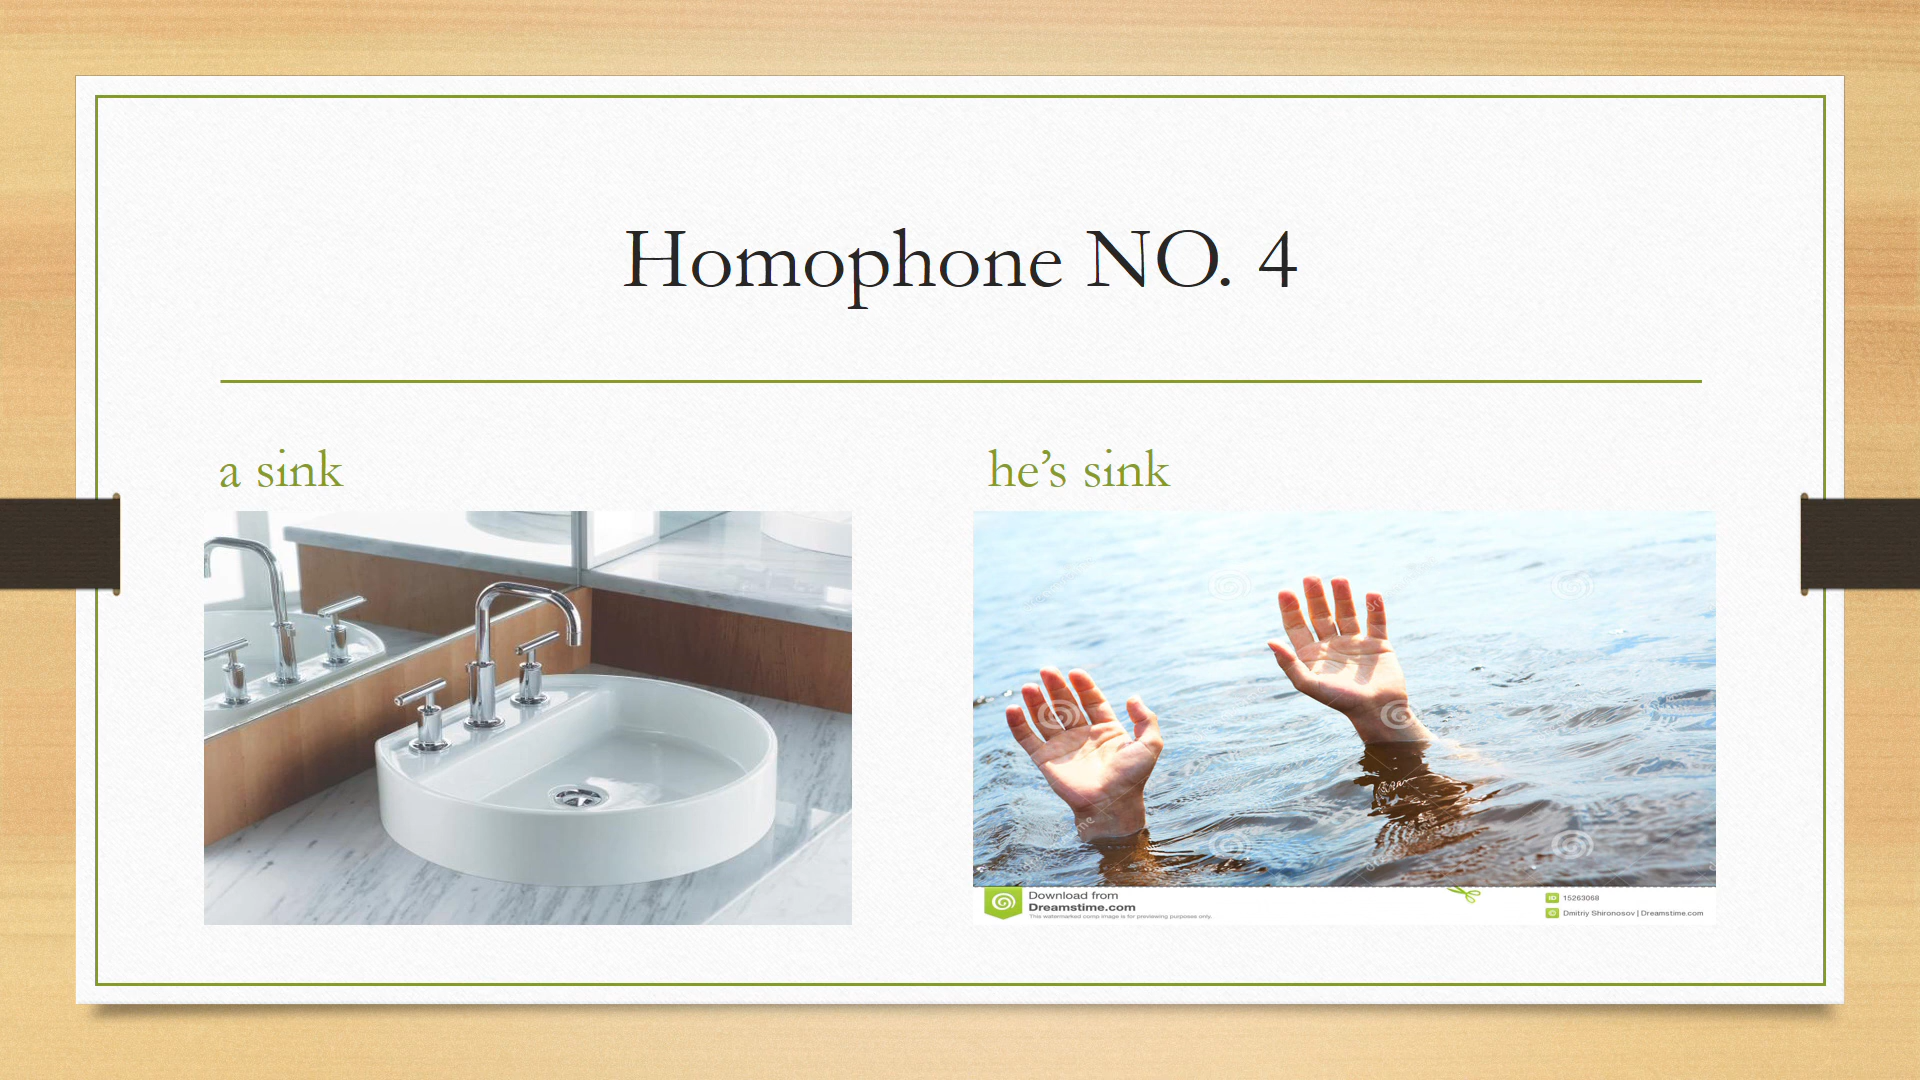 Homophone NO. 4
a sink
he's sink
Download from
Dreamstime.com
This watermarked comp image is for previewing purposes only.
ID 15263068
Dmitriy Shironosov | Dreamstime.com